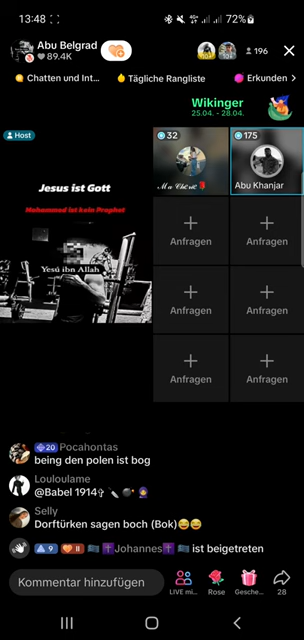 13:48
72%
Abu Belgrad
89.4K
196
Chatten und Int...
Tägliche Rangliste
Erkunden >
Wikinger
25.04. - 28.04.
Host
32
175
Jesus ist Gott
Mohammed ist kein Prophet
Yesú ibn Allah
Abu Khanjar
Anfragen
Anfragen
Anfragen
Anfragen
Anfragen
Anfragen
20 Pocahontas
being den polen ist bog
Louloulame
@Babel 1914✞ 🔪 💣 🧕
Selly
Dorftürken sagen boch (Bok)😂😂
9 II ✝️Johannes✝️ ist beigetreten
Kommentar hinzufügen
LIVE mi...
Rose
Gesche...
28